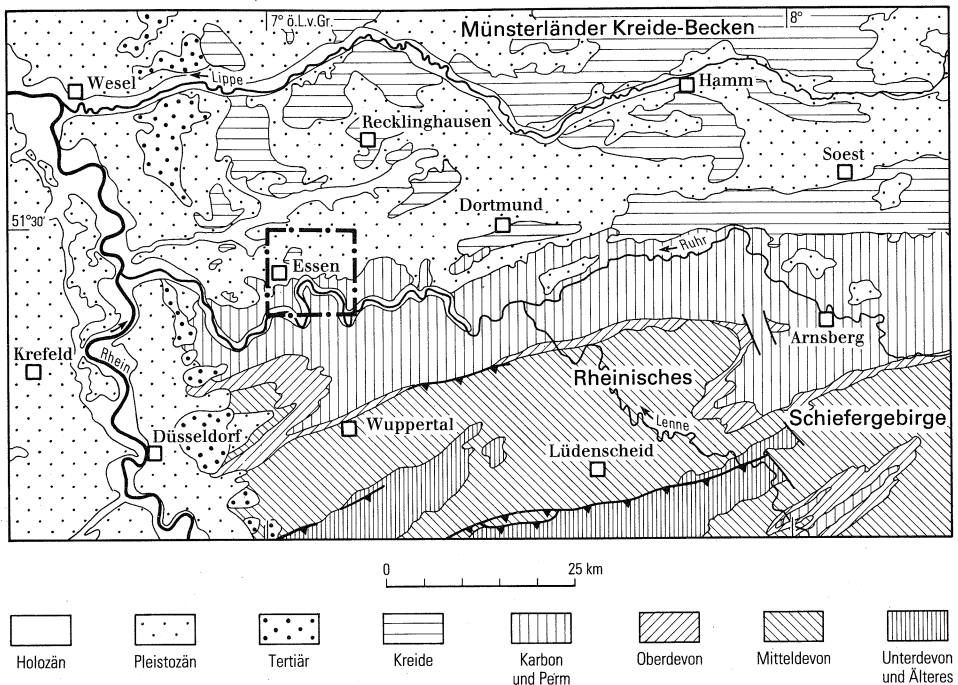 7° ö.L.v.Gr.
8°
Münsterländer Kreide-Becken
Wesel
Lippe
Hamm
Recklinghausen
Soest
51°30'
Dortmund
Ruhr
Essen
Krefeld
Rhein
Arnsberg
Rheinisches
Schiefergebirge
Wuppertal
Lenne
Düsseldorf
Lüdenscheid
0 25 km
Holozän
Pleistozän
Tertiär
Kreide
Karbon
und Perm
Oberdevon
Mitteldevon
Unterdevon
und Älteres